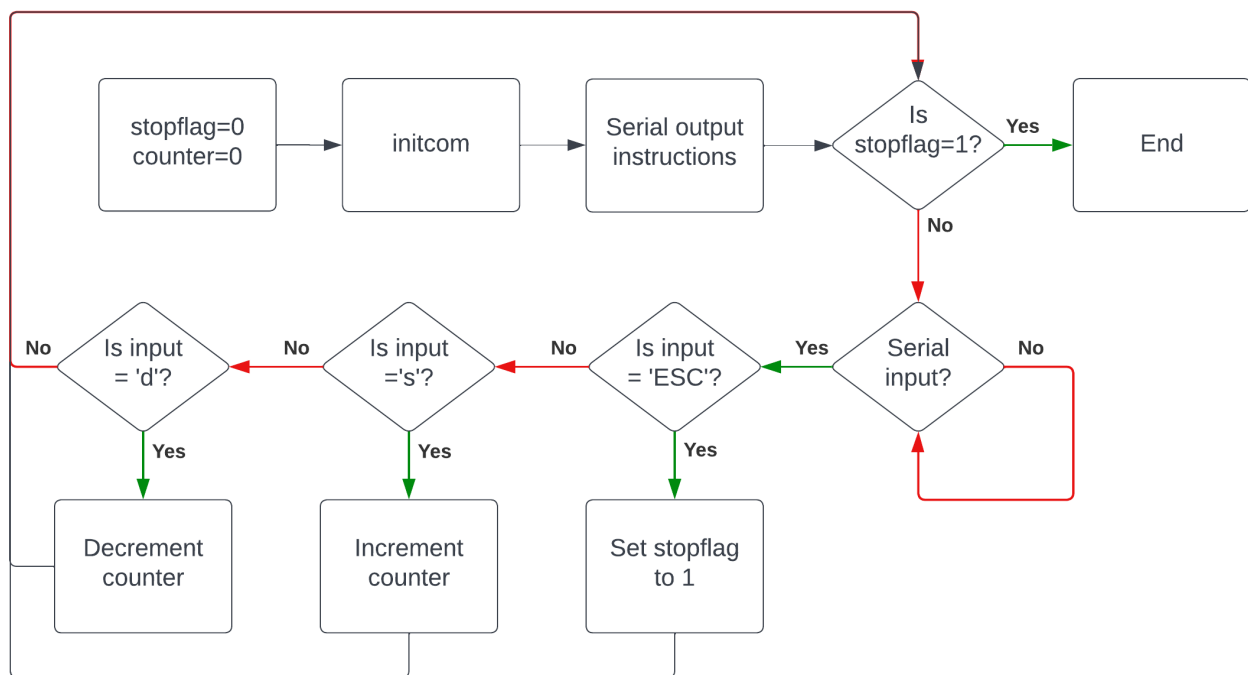 stopflag=0
counter=0
initcom
Serial output
instructions
Is
stopflag=1?
Yes
End
No
Serial
input?
No
Yes
Is input
= 'ESC'?
No
Is input
='s'?
No
Is input
= 'd'?
No
Yes
Yes
Yes
Decrement
counter
Increment
counter
Set stopflag
to 1